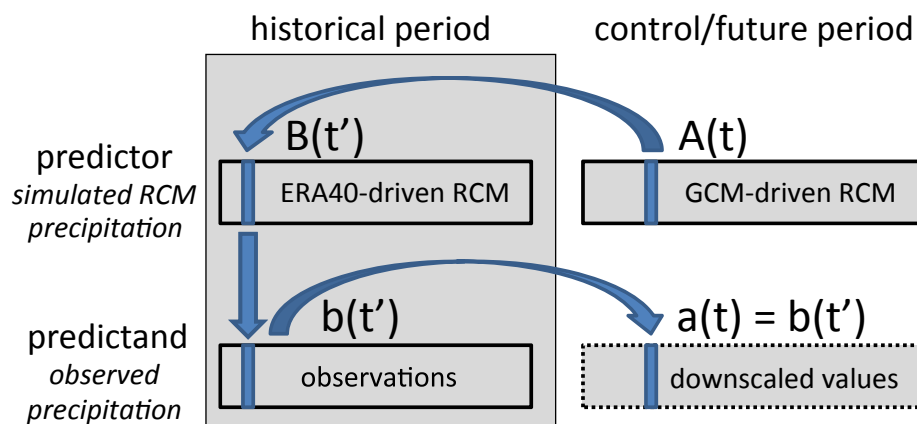 historical period
control/future period
B(t’)
A(t)
predictor
simulated RCM
precipitation
ERA40-driven RCM
GCM-driven RCM
b(t’)
a(t) = b(t’)
predictand
observed
precipitation
observations
downscaled values